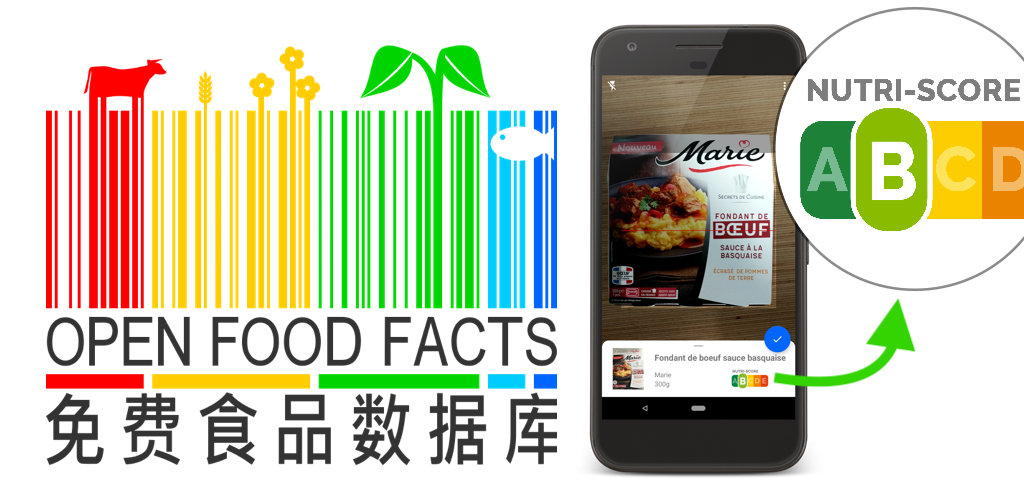 OPEN FOOD FACTS
免费食品数据库
Nouveau
Marie
SECRETS DE CUISINE
FONDANT DE
BŒUF
SAUCE À LA
BASQUAISE
ÉCRASÉ DE POMMES
DE TERRE
BŒUF
Fondant de boeuf sauce basquaise
Marie
300g
NUTRI-SCORE
A B C D E
NUTRI-SCORE
A B C D